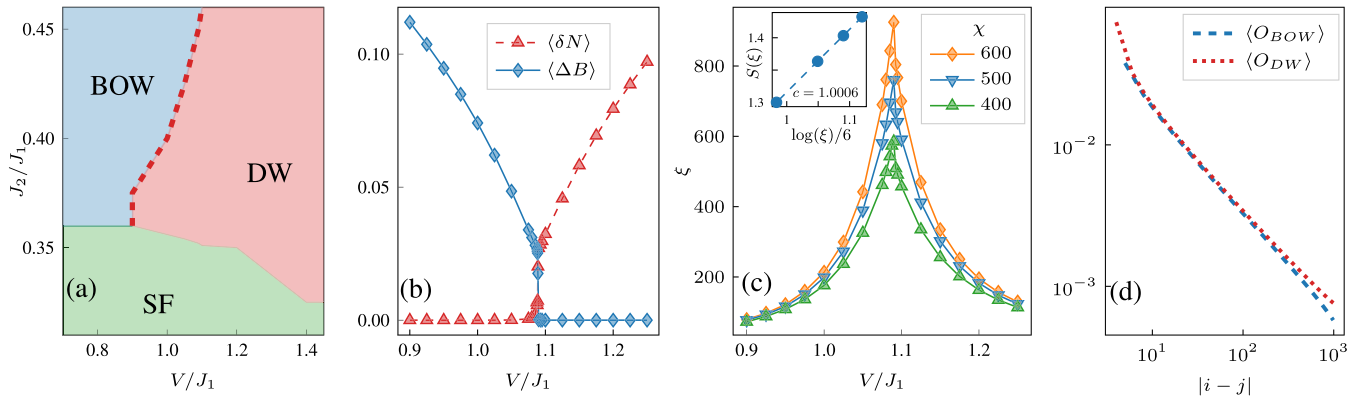 0.45
0.40
0.35
J₂/J₁
BOW
DW
SF
(a)
0.8 1.0 1.2 1.4
V/J₁
0.10
0.05
0.00
⟨δN⟩
⟨ΔB⟩
(b)
0.9 1.0 1.1 1.2
V/J₁
800
600
400
200
ξ
1.4
1.3
S(ξ)
c = 1.0006
1 1.1
log(ξ)/6
χ
600
500
400
(c)
0.9 1.0 1.1 1.2
V/J₁
10⁻²
10⁻³
⟨O_BOW⟩
⟨O_DW⟩
(d)
10¹ 10² 10³
|i − j|